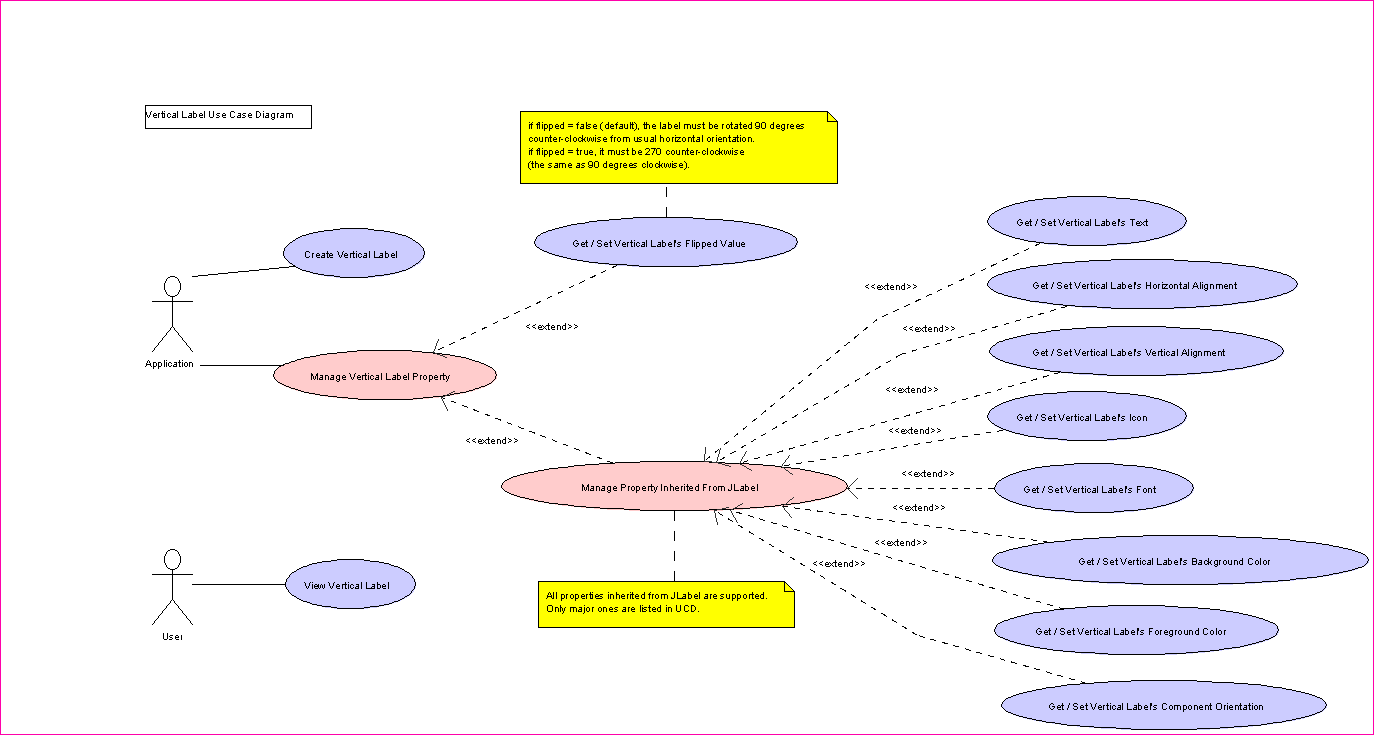 Vertical Label Use Case Diagram
if flipped = false (default), the label must be rotated 90 degrees
counter-clockwise from usual horizontal orientation.
if flipped = true, it must be 270 counter-clockwise
(the same as 90 degrees clockwise).
Get / Set Vertical Label's Text
Create Vertical Label
Get / Set Vertical Label's Flipped Value
<<extend>>
Get / Set Vertical Label's Horizontal Alignment
<<extend>>
<<extend>>
Get / Set Vertical Label's Vertical Alignment
Application
Manage Vertical Label Property
<<extend>>
Get / Set Vertical Label's Icon
<<extend>>
<<extend>>
<<extend>>
Manage Property Inherited From JLabel
Get / Set Vertical Label's Font
<<extend>>
<<extend>>
Get / Set Vertical Label's Background Color
<<extend>>
View Vertical Label
All properties inherited from JLabel are supported.
Only major ones are listed in UCD.
Get / Set Vertical Label's Foreground Color
User
Get / Set Vertical Label's Component Orientation